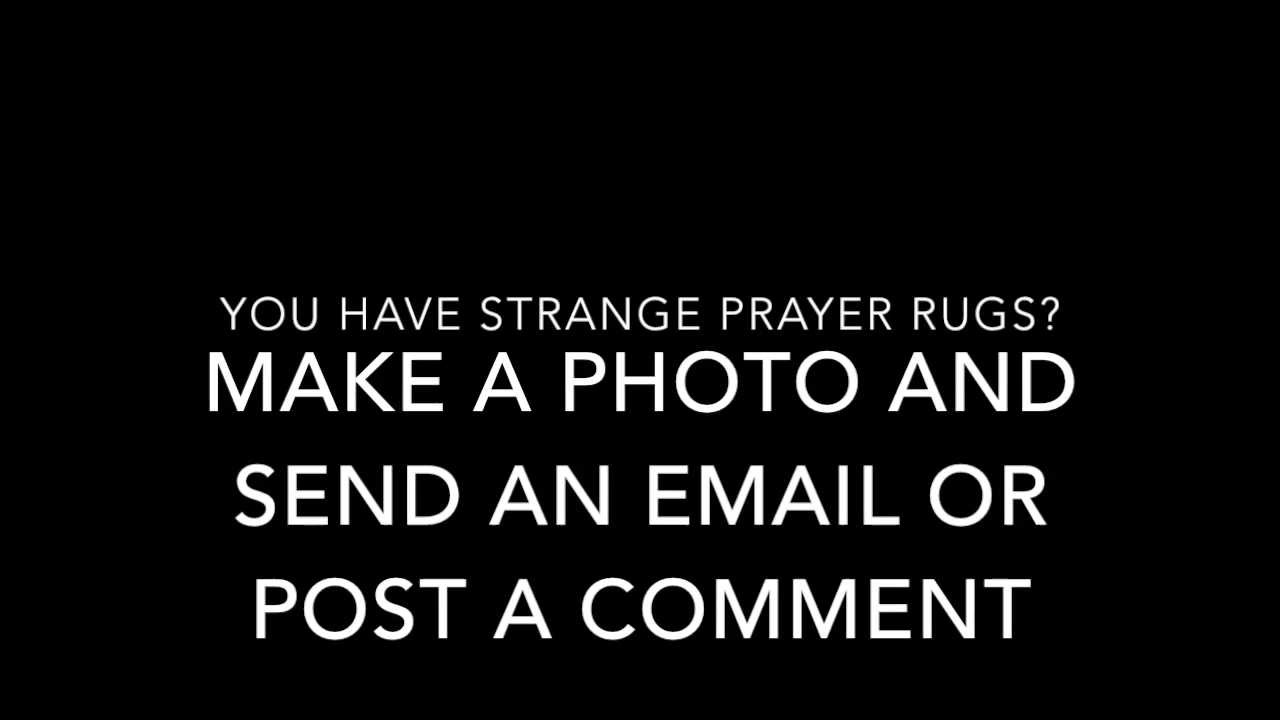 YOU HAVE STRANGE PRAYER RUGS?
MAKE A PHOTO AND
SEND AN EMAIL OR
POST A COMMENT